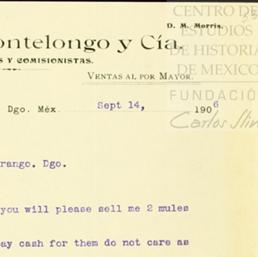 D. M. Morris.
ontelongo y Cía.
S Y COMISIONISTAS.
VENTAS AL POR MAYOR.
Dgo. Méx. Sept 14, 1906
rango. Dgo.
you will please sell me 2 mules
ay cash for them do not care as
CENTRO DE
ESTUDIOS
DE HISTORIA
DE MEXICO
FUNDACIÓN
Carlos Slim